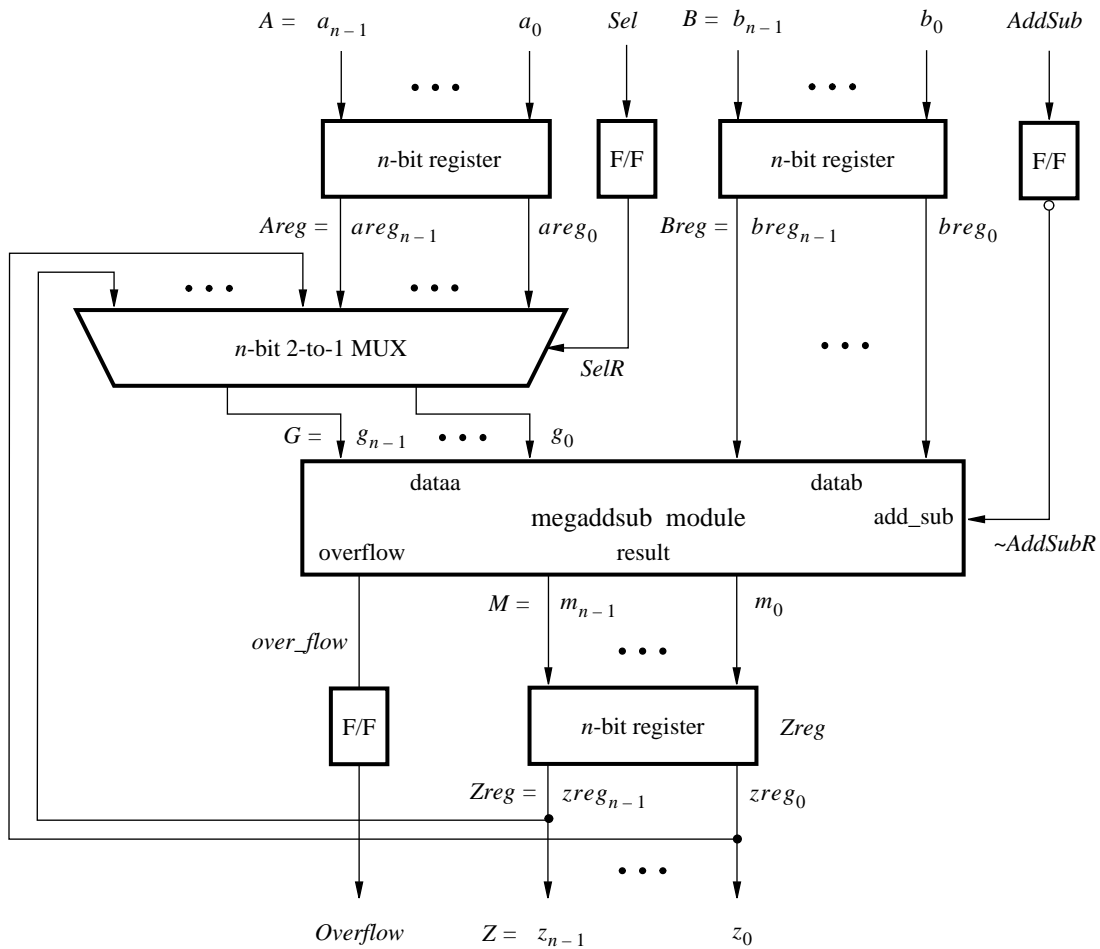 A = a_{n – 1} a_0 Sel B = b_{n – 1} b_0 AddSub
n-bit register F/F n-bit register F/F
Areg = areg_{n – 1} areg_0 Breg = breg_{n – 1} breg_0
n-bit 2-to-1 MUX
SelR
G = g_{n – 1} g_0
dataa datab
megaddsub module add_sub
~AddSubR
overflow result
M = m_{n – 1} m_0
over_flow
F/F n-bit register Zreg
Zreg = zreg_{n – 1} zreg_0
Overflow Z = z_{n – 1} z_0